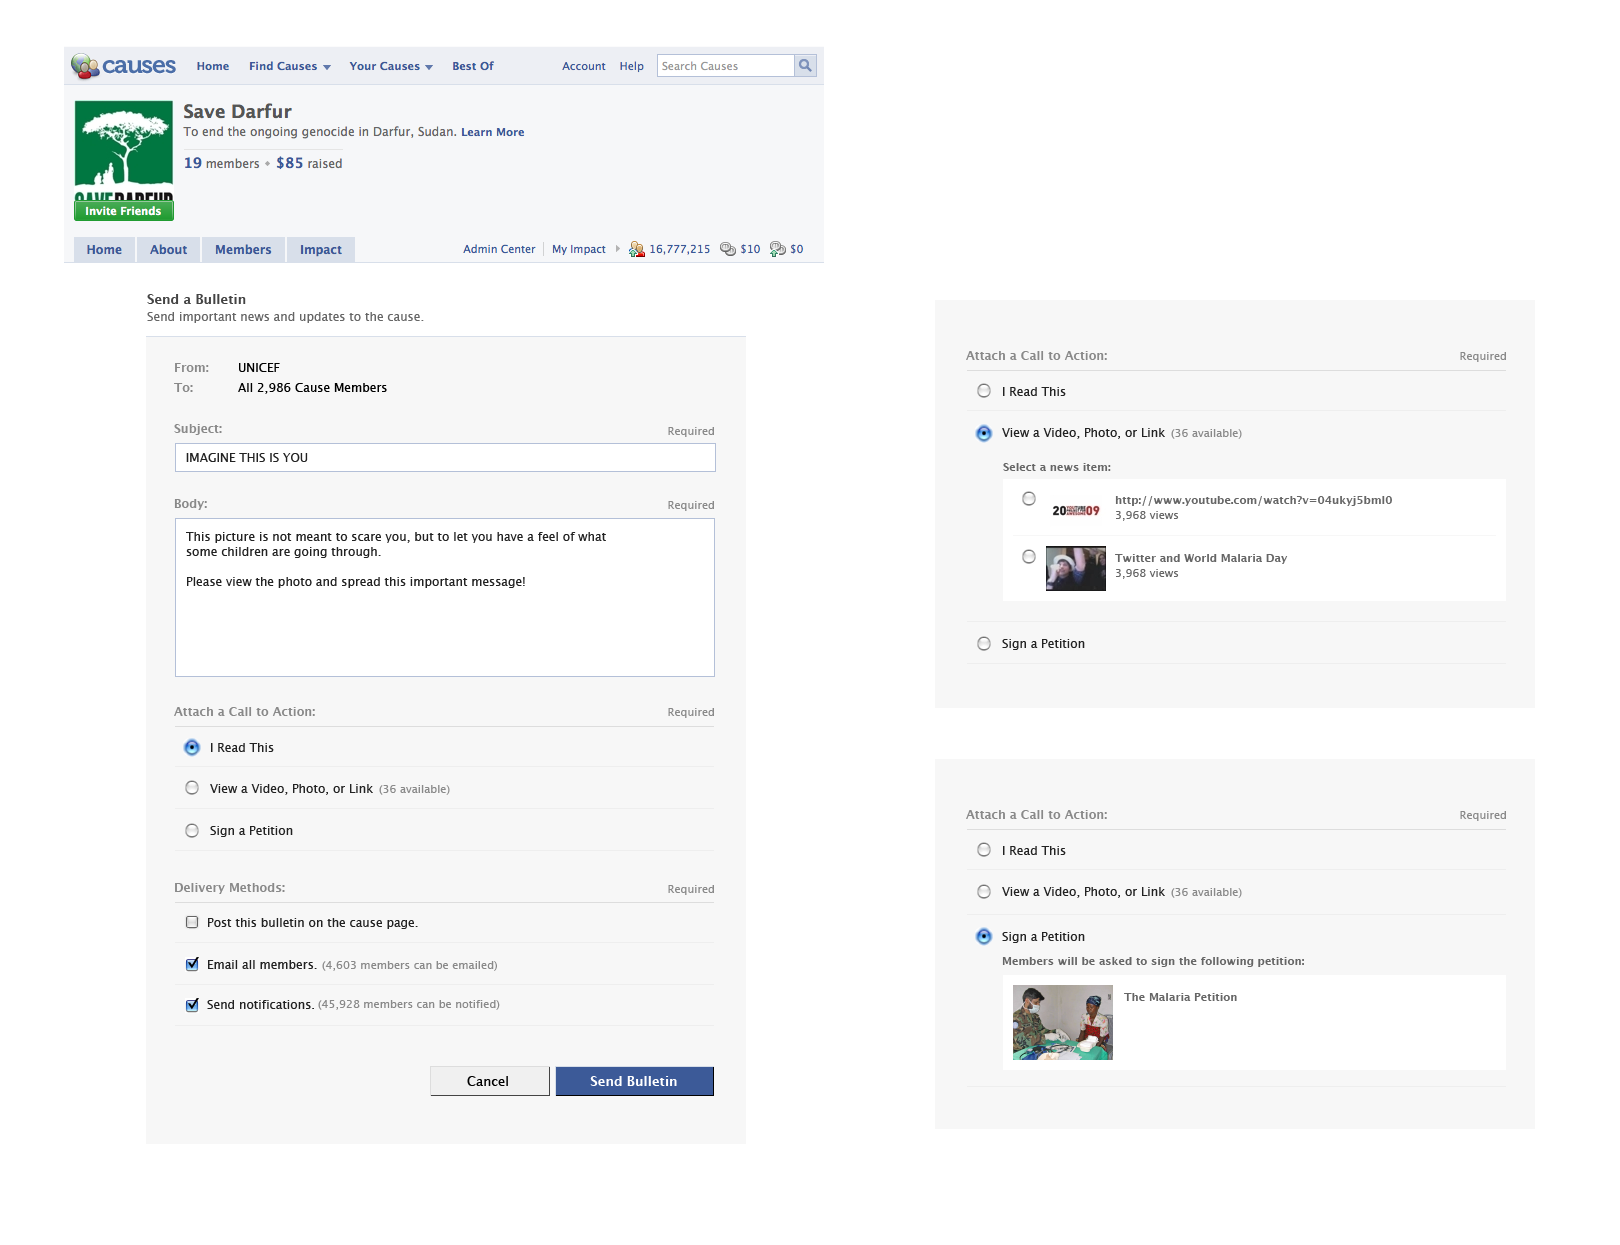 causes
Home Find Causes Your Causes Best Of Account Help Search Causes
Save Darfur
To end the ongoing genocide in Darfur, Sudan. Learn More
19 members • $85 raised
SAVEDARFUR
Invite Friends
Home About Members Impact Admin Center My Impact 16,777,215 $10 $0
Send a Bulletin
Send important news and updates to the cause.
From: UNICEF
To: All 2,986 Cause Members
Subject: Required
IMAGINE THIS IS YOU
Body: Required
This picture is not meant to scare you, but to let you have a feel of what
some children are going through.
Please view the photo and spread this important message!
Attach a Call to Action: Required
I Read This
View a Video, Photo, or Link (36 available)
Sign a Petition
Delivery Methods: Required
Post this bulletin on the cause page.
Email all members. (4,603 members can be emailed)
Send notifications. (45,928 members can be notified)
Cancel Send Bulletin
Attach a Call to Action: Required
I Read This
View a Video, Photo, or Link (36 available)
Select a news item:
http://www.youtube.com/watch?v=04ukyj5bml0
20 09
3,968 views
Twitter and World Malaria Day
3,968 views
Sign a Petition
Attach a Call to Action: Required
I Read This
View a Video, Photo, or Link (36 available)
Sign a Petition
Members will be asked to sign the following petition:
The Malaria Petition